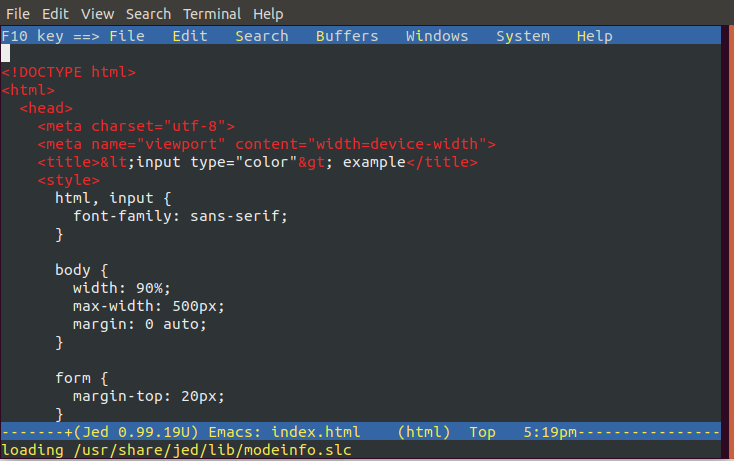 File Edit View Search Terminal Help
F10 key ==> File   Edit   Search   Buffers   Windows   System   Help
<!DOCTYPE html>
<html>
  <head>
    <meta charset="utf-8">
    <meta name="viewport" content="width=device-width">
    <title>&lt;input type="color"&gt; example</title>
    <style>
      html, input {
        font-family: sans-serif;
      }

      body {
        width: 90%;
        max-width: 500px;
        margin: 0 auto;
      }

      form {
        margin-top: 20px;
      }
-------+(Jed 0.99.19U) Emacs: index.html    (html)  Top   5:19pm----------------
loading /usr/share/jed/lib/modeinfo.slc